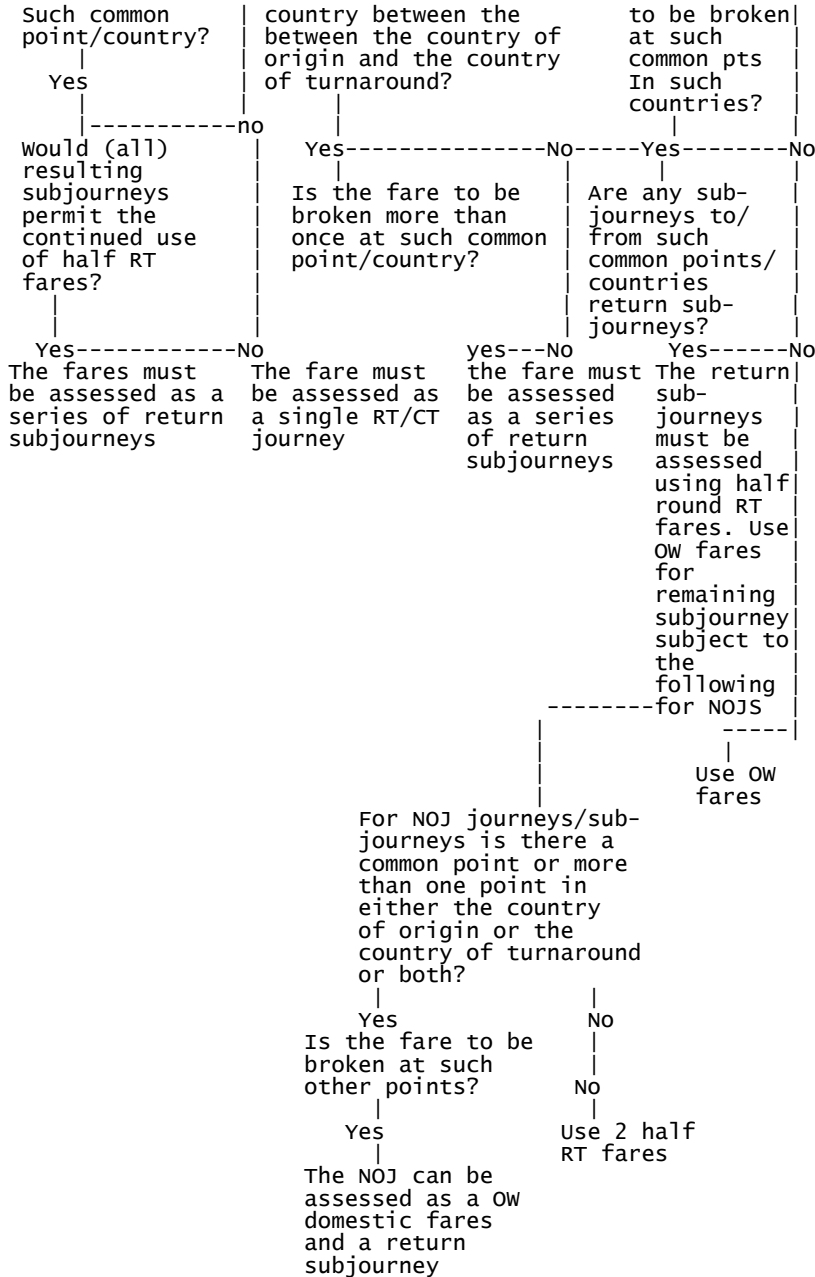 Such common | country between the to be broken|
point/country? | between the country of at such |
| | origin and the country common pts |
Yes | of turnaround? In such |
| | | countries? |
|-----------no | | |
Would (all) | Yes---------------No-----Yes--------No
resulting | | | | |
subjourneys | Is the fare to be | Are any sub- |
permit the | broken more than | journeys to/ |
continued use | once at such common | from such |
of half RT | point/country? | common points/ |
fares? | | countries |
| | | return sub- |
| | | journeys? |
Yes------------No yes---No Yes------No
The fares must The fare must the fare must The return|
be assessed as a be assessed as be assessed sub- |
series of return a single RT/CT as a series journeys |
subjourneys journey of return must be |
subjourneys assessed |
using half|
round RT |
fares. Use|
OW fares |
for |
remaining |
subjourney|
subject to|
the |
following |
--------for NOJS |
| -----|
| |
| Use OW
| fares
For NOJ journeys/sub-
journeys is there a
common point or more
than one point in
either the country
of origin or the
country of turnaround
or both?
| |
Yes No
Is the fare to be |
broken at such |
other points? No
| |
Yes Use 2 half
| RT fares
The NOJ can be
assessed as a OW
domestic fares
and a return
subjourney